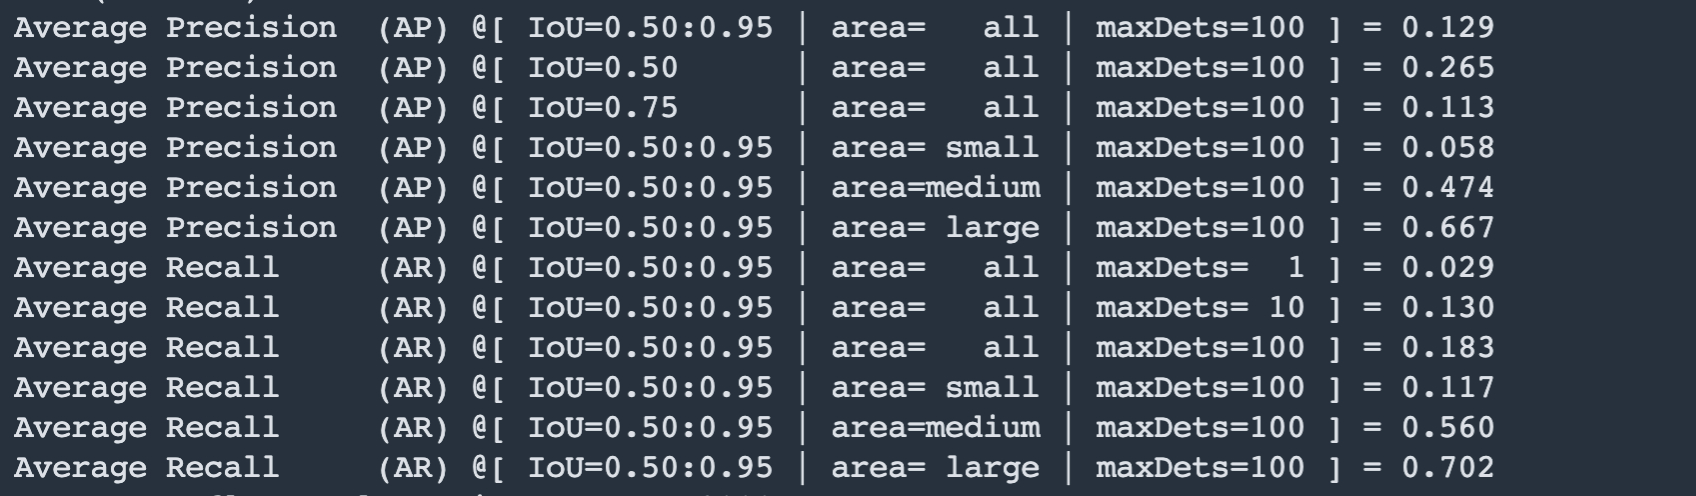 Average Precision  (AP) @[ IoU=0.50:0.95 | area=   all | maxDets=100 ] = 0.129
Average Precision  (AP) @[ IoU=0.50      | area=   all | maxDets=100 ] = 0.265
Average Precision  (AP) @[ IoU=0.75      | area=   all | maxDets=100 ] = 0.113
Average Precision  (AP) @[ IoU=0.50:0.95 | area= small | maxDets=100 ] = 0.058
Average Precision  (AP) @[ IoU=0.50:0.95 | area=medium | maxDets=100 ] = 0.474
Average Precision  (AP) @[ IoU=0.50:0.95 | area= large | maxDets=100 ] = 0.667
Average Recall     (AR) @[ IoU=0.50:0.95 | area=   all | maxDets=  1 ] = 0.029
Average Recall     (AR) @[ IoU=0.50:0.95 | area=   all | maxDets= 10 ] = 0.130
Average Recall     (AR) @[ IoU=0.50:0.95 | area=   all | maxDets=100 ] = 0.183
Average Recall     (AR) @[ IoU=0.50:0.95 | area= small | maxDets=100 ] = 0.117
Average Recall     (AR) @[ IoU=0.50:0.95 | area=medium | maxDets=100 ] = 0.560
Average Recall     (AR) @[ IoU=0.50:0.95 | area= large | maxDets=100 ] = 0.702